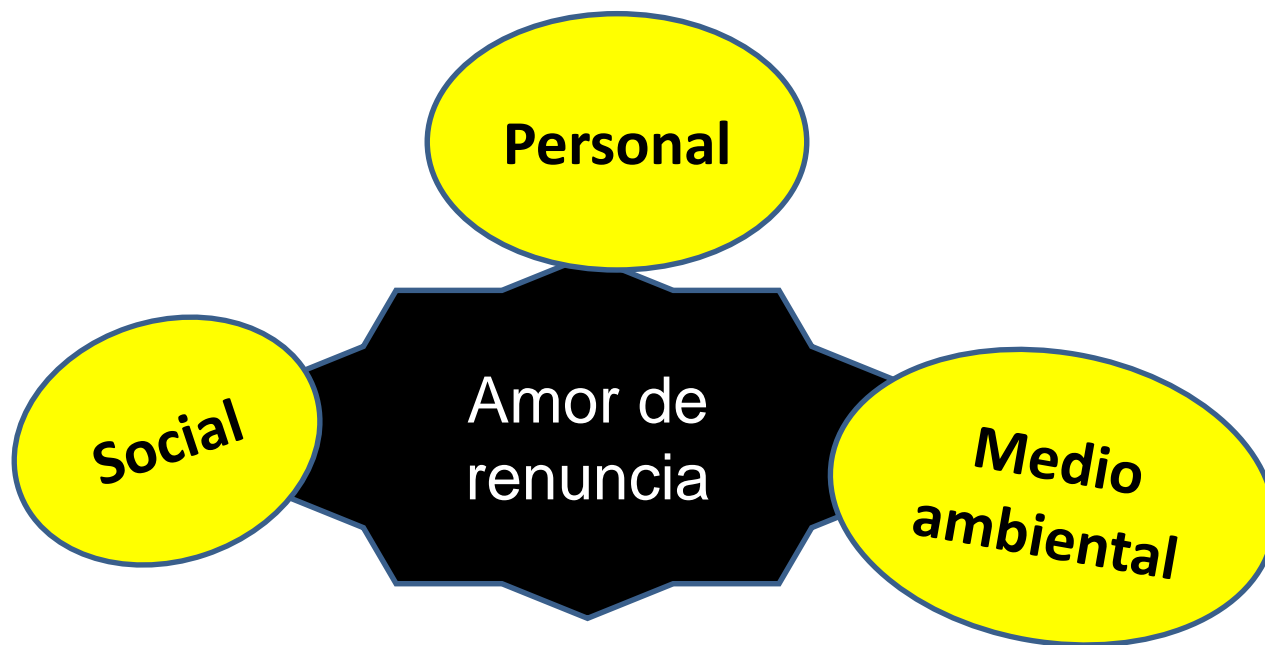 Personal
Social
Amor de
renuncia
Medio
ambiental